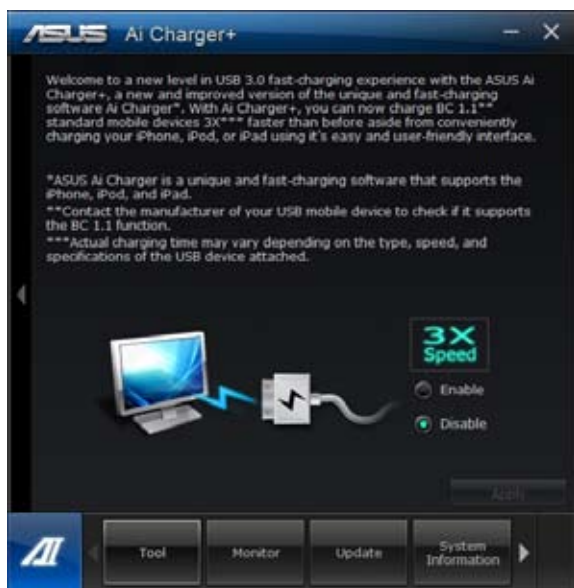 ASUS Ai Charger+
Welcome to a new level in USB 3.0 fast-charging experience with the ASUS Ai
Charger+, a new and improved version of the unique and fast-charging
software Ai Charger*. With Ai Charger+, you can now charge BC 1.1**
standard mobile devices 3X*** faster than before aside from conveniently
charging your iPhone, iPod, or iPad using it's easy and user-friendly interface.
*ASUS Ai Charger is a unique and fast-charging software that supports the
iPhone, iPod, and iPad.
**Contact the manufacturer of your USB mobile device to check if it supports
the BC 1.1 function.
***Actual charging time may vary depending on the type, speed, and
specifications of the USB device attached.
3X
Speed
Enable
Disable
Apply
AI
Tool
Monitor
Update
System
Information